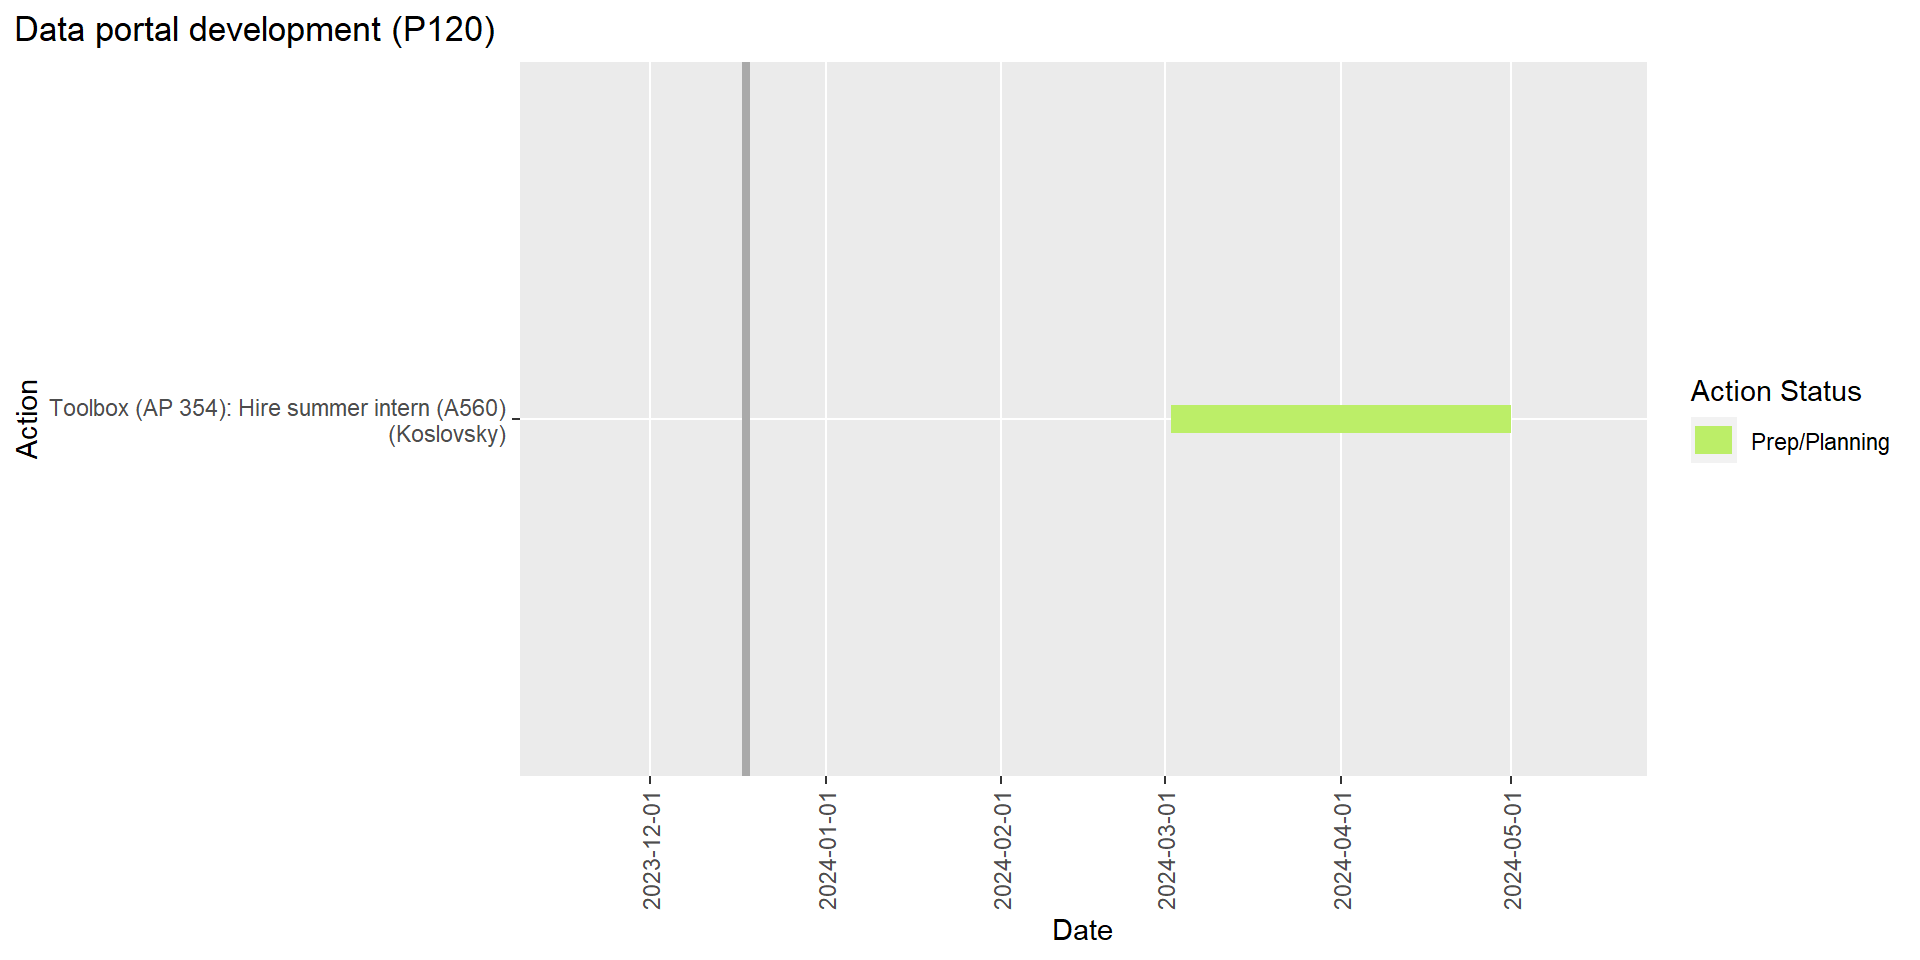 Data portal development (P120)
Action
Toolbox (AP 354): Hire summer intern (A560)
(Koslovsky)
Action Status
Prep/Planning
2023-12-01
2024-01-01
2024-02-01
2024-03-01
2024-04-01
2024-05-01
Date